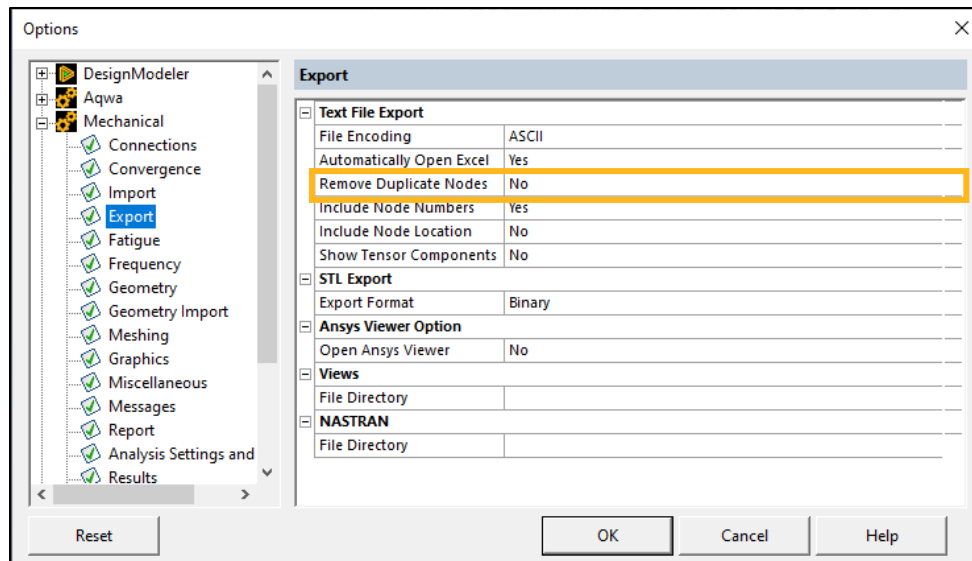 Options
DesignModeler
Aqwa
Mechanical
Connections
Convergence
Import
Export
Fatigue
Frequency
Geometry
Geometry Import
Meshing
Graphics
Miscellaneous
Messages
Report
Analysis Settings and
Results
Export
Text File Export
File Encoding ASCII
Automatically Open Excel Yes
Remove Duplicate Nodes No
Include Node Numbers Yes
Include Node Location No
Show Tensor Components No
STL Export
Export Format Binary
Ansys Viewer Option
Open Ansys Viewer No
Views
File Directory
NASTRAN
File Directory
Reset OK Cancel Help